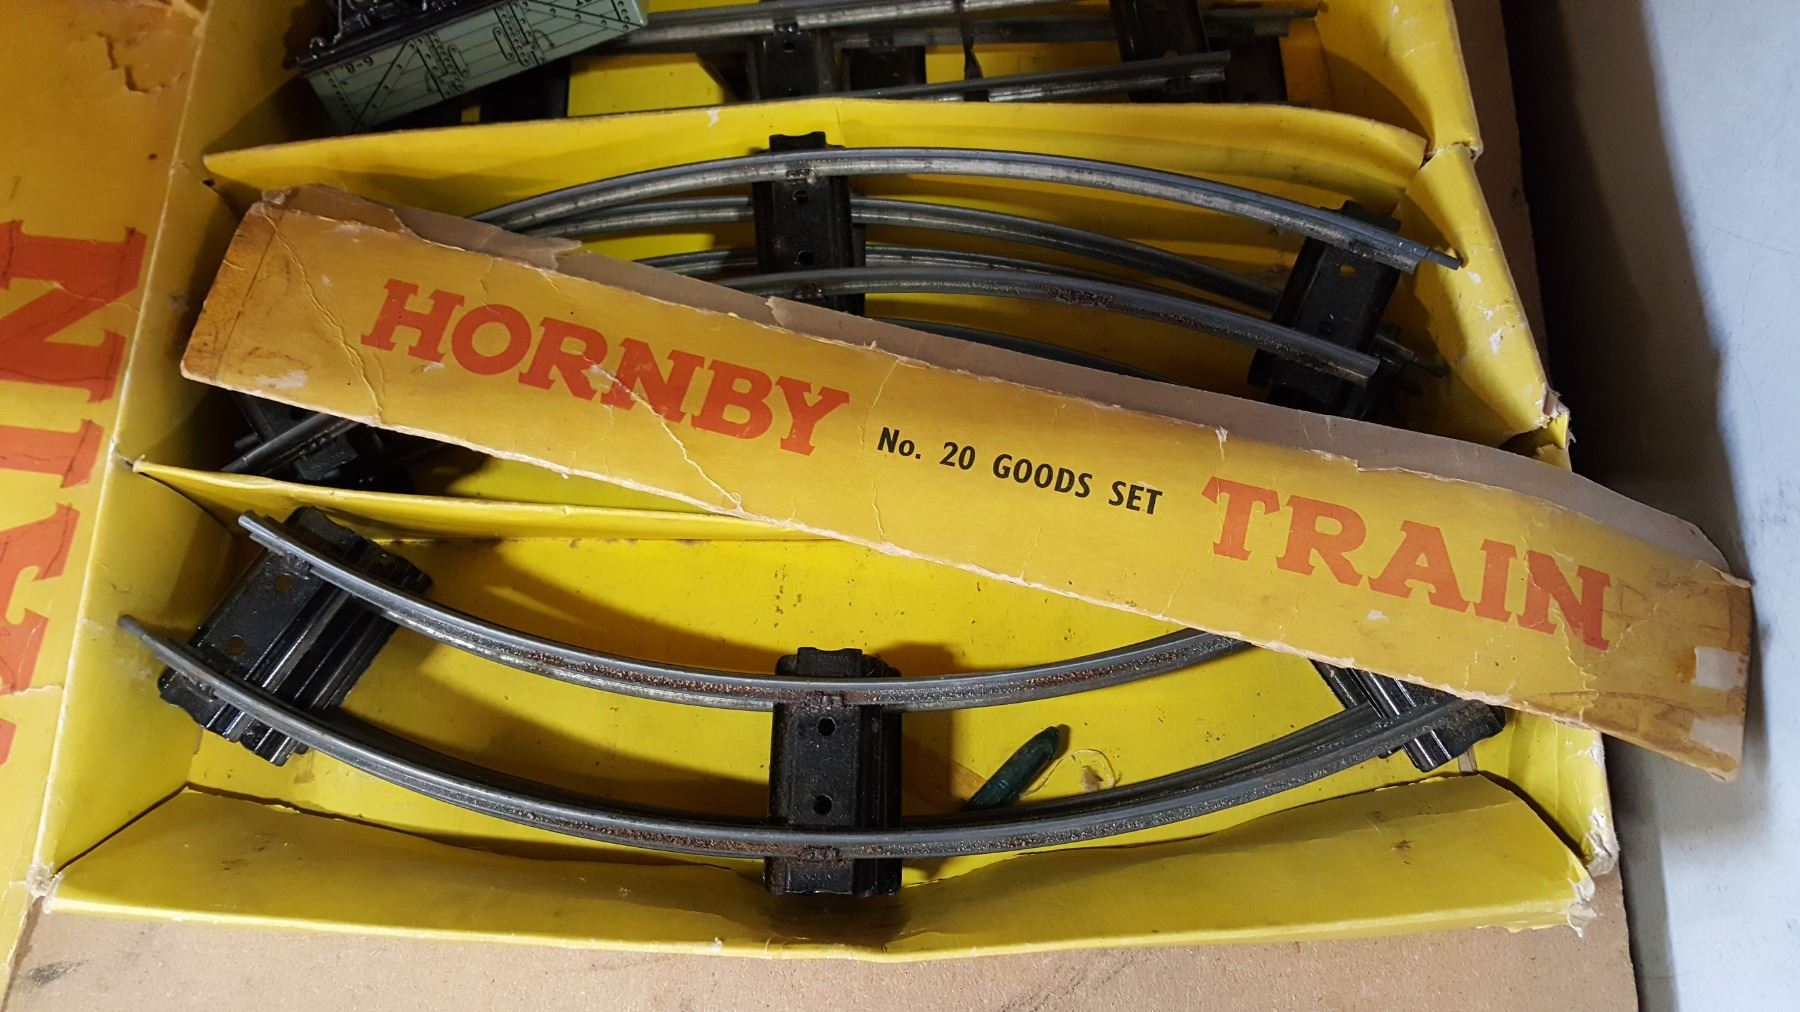 HORNBY No. 20 GOODS SET TRAIN